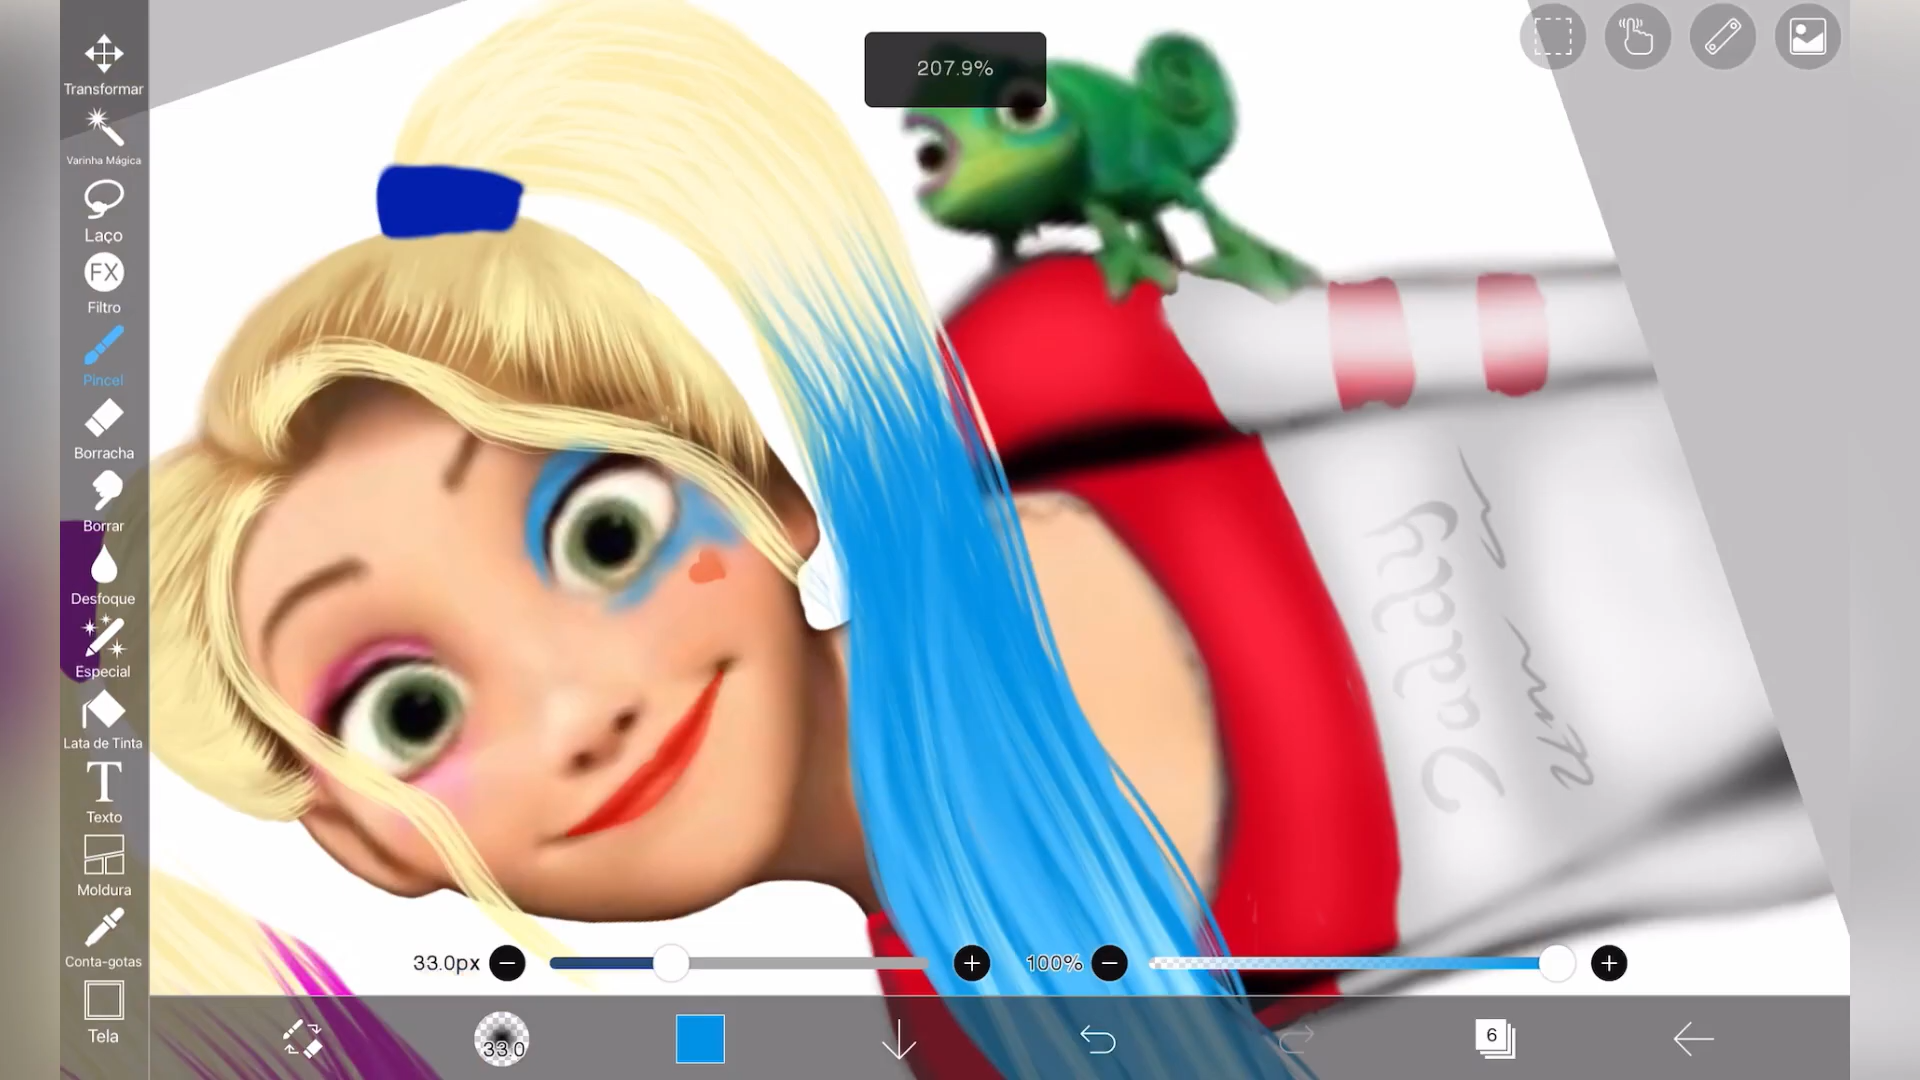 207.9%
Transformar
Varinha Mágica
Laço
FX
Filtro
Pincel
Borracha
Borrar
Desfoque
Especial
Lata de Tinta
T
Texto
Moldura
Conta-gotas
Tela
33.0px
100%
33.0
6